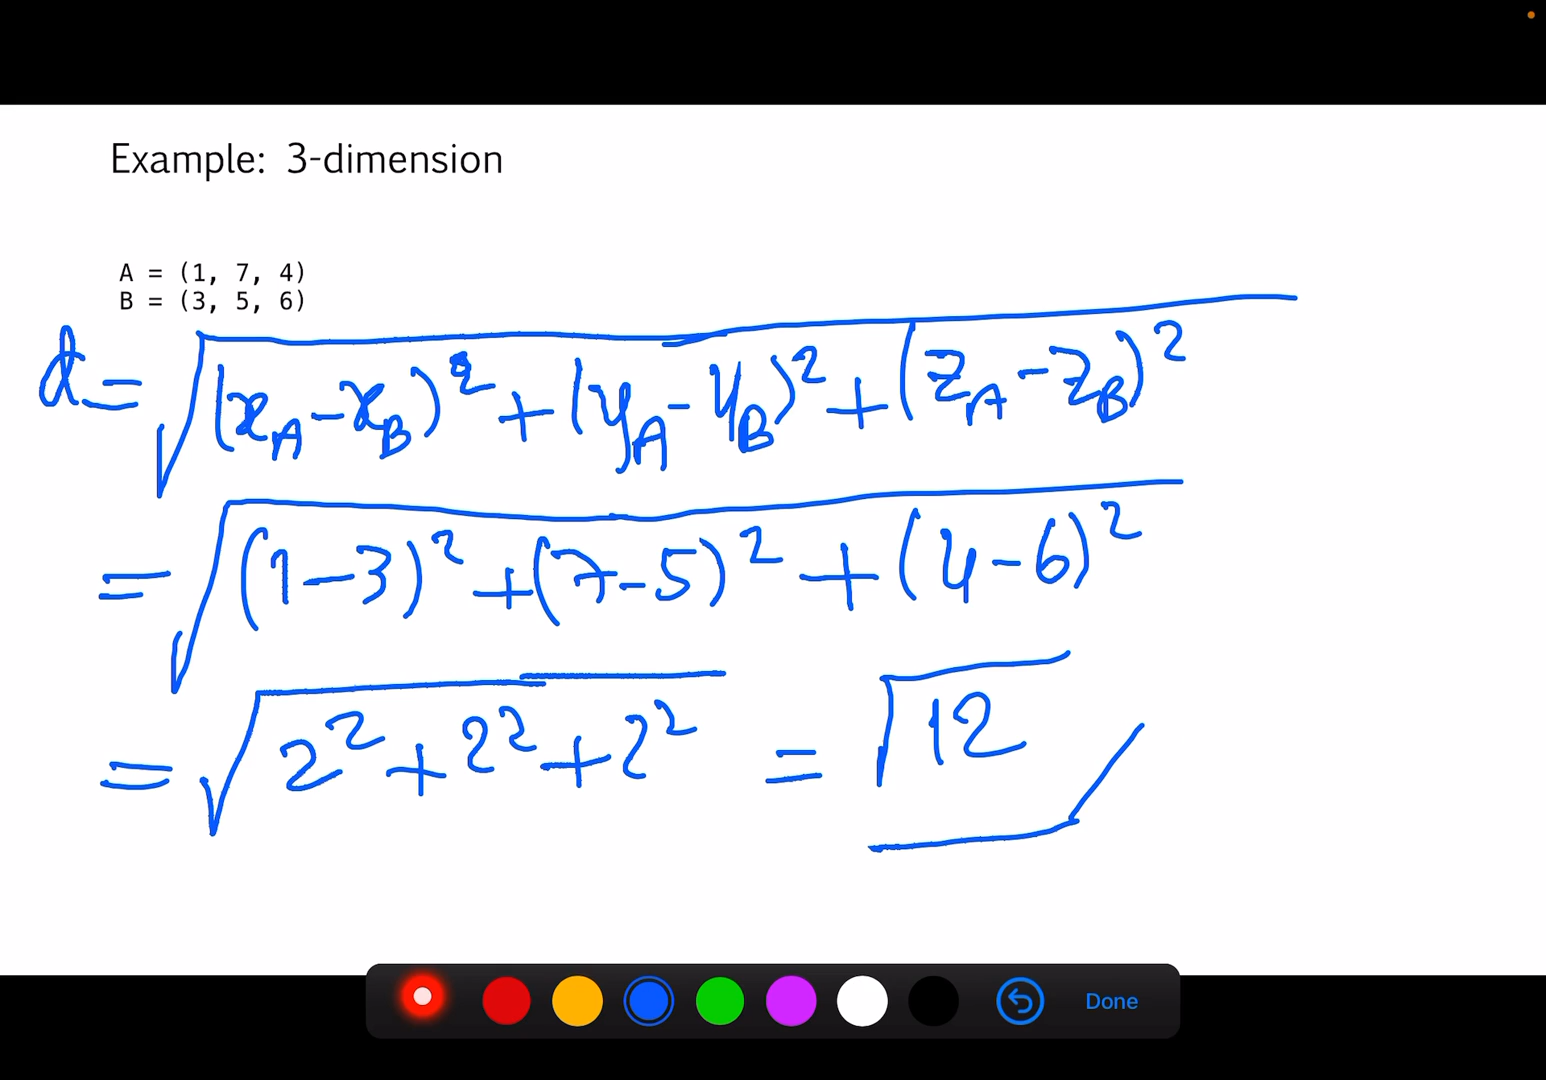 Example: 3-dimension
A = (1, 7, 4)
B = (3, 5, 6)
d = √(x_A − x_B)² + (y_A − y_B)² + (z_A − z_B)²
= √(1 − 3)² + (7 − 5)² + (4 − 6)²
= √2² + 2² + 2² = √12
Done